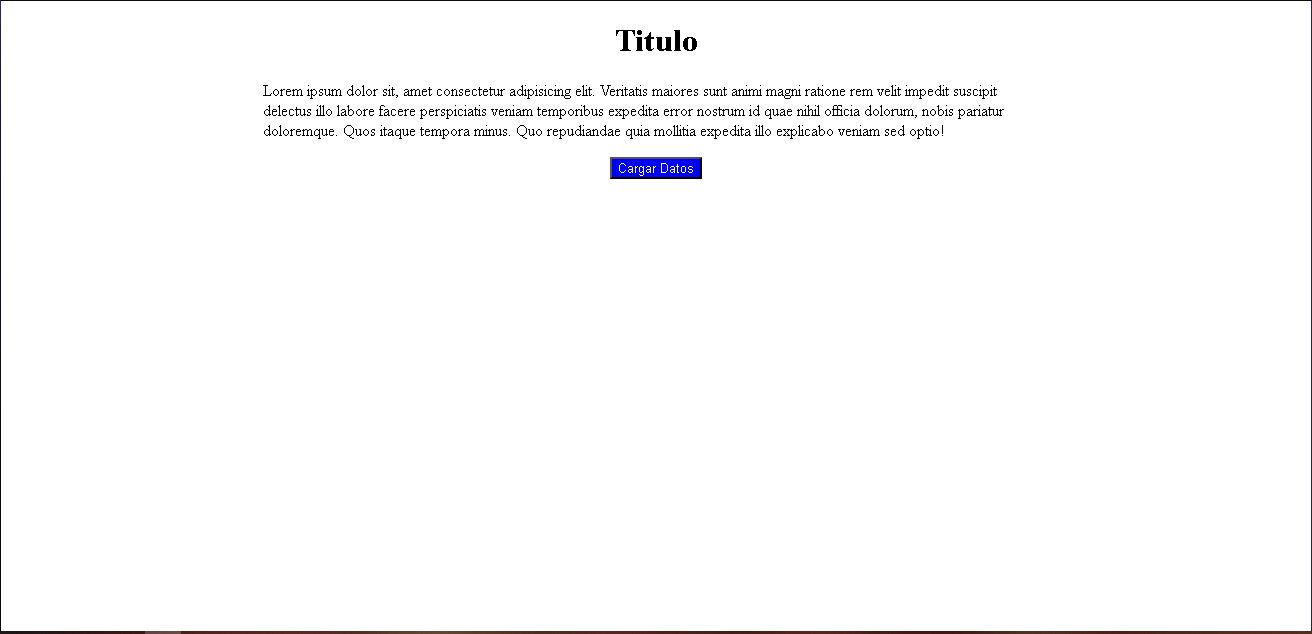 Titulo
Lorem ipsum dolor sit, amet consectetur adipisicing elit. Veritatis maiores sunt animi magni ratione rem velit impedit suscipit
delectus illo labore facere perspiciatis veniam temporibus expedita error nostrum id quae nihil officia dolorum, nobis pariatur
doloremque. Quos itaque tempora minus. Quo repudiandae quia mollitia expedita illo explicabo veniam sed optio!
Cargar Datos